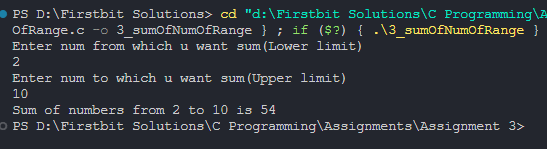 PS D:\Firstbit Solutions> cd "d:\Firstbit Solutions\C Programming\A
OfRange.c -o 3_sumOfNumOfRange } ; if ($?) { .\3_sumOfNumOfRange }
Enter num from which u want sum(Lower limit)
2
Enter num to which u want sum(Upper limit)
10
Sum of numbers from 2 to 10 is 54
PS D:\Firstbit Solutions\C Programming\Assignments\Assignment 3>